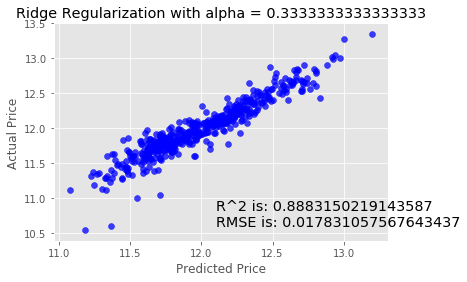 Ridge Regularization with alpha = 0.3333333333333333
13.5
13.0
12.5
12.0
11.5
11.0
10.5
Actual Price
R^2 is: 0.8883150219143587
RMSE is: 0.017831057567643437
11.0 11.5 12.0 12.5 13.0
Predicted Price